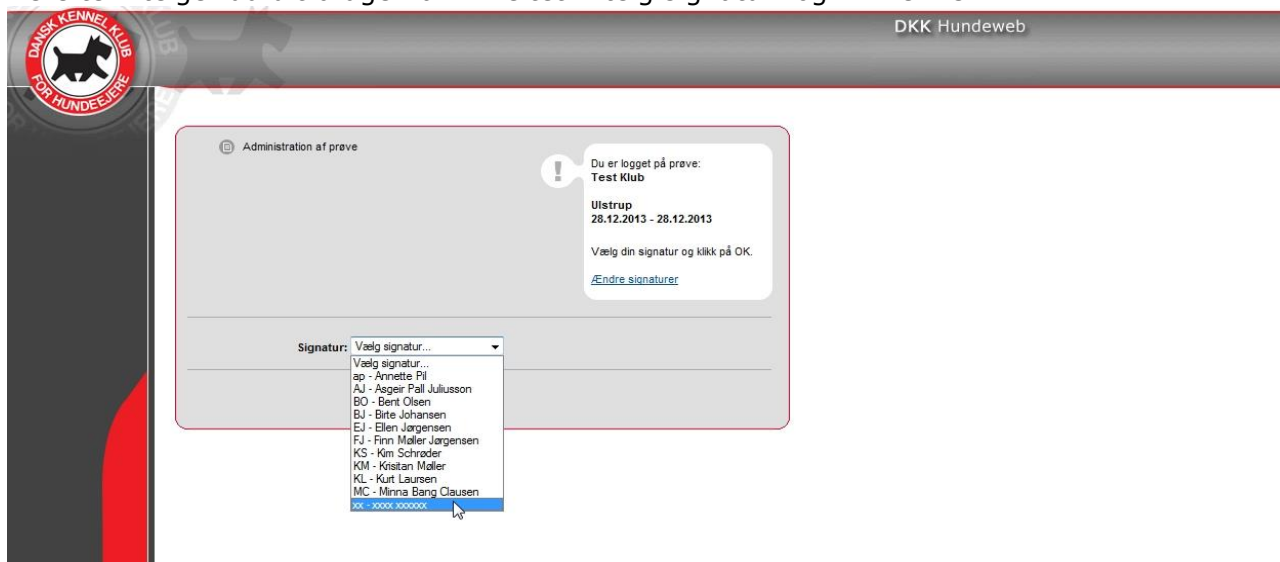 DANSK KENNEL KLUB
FOR HUNDEEJERE
DKK Hundeweb
Administration af prøve
Du er logget på prøve:
Test Klub
Ulstrup
28.12.2013 - 28.12.2013
Vælg din signatur og klikk på OK.
Ændre signaturer
Signatur: Vælg signatur...
Vælg signatur...
ap - Annette Pil
AJ - Asgeir Pall Juliusson
BO - Bent Olsen
BJ - Birte Johansen
EJ - Ellen Jørgensen
FJ - Finn Møller Jørgensen
KS - Kim Schrøder
KM - Krisitan Møller
KL - Kurt Laursen
MC - Minna Bang Clausen
xx - xxxx xxxxxx